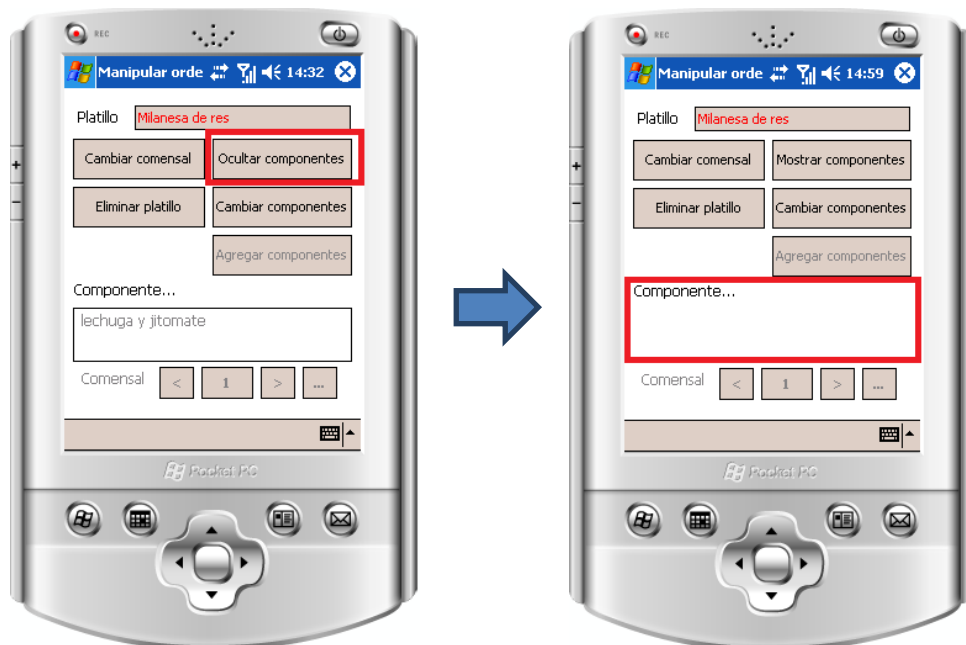 REC
Manipular orde 14:32
Platillo Milanesa de res
Cambiar comensal Ocultar componentes
Eliminar platillo Cambiar componentes
Agregar componentes
Componente...
lechuga y jitomate
Comensal < 1 > ...
Pocket PC
REC
Manipular orde 14:59
Platillo Milanesa de res
Cambiar comensal Mostrar componentes
Eliminar platillo Cambiar componentes
Agregar componentes
Componente...
Comensal < 1 > ...
Pocket PC